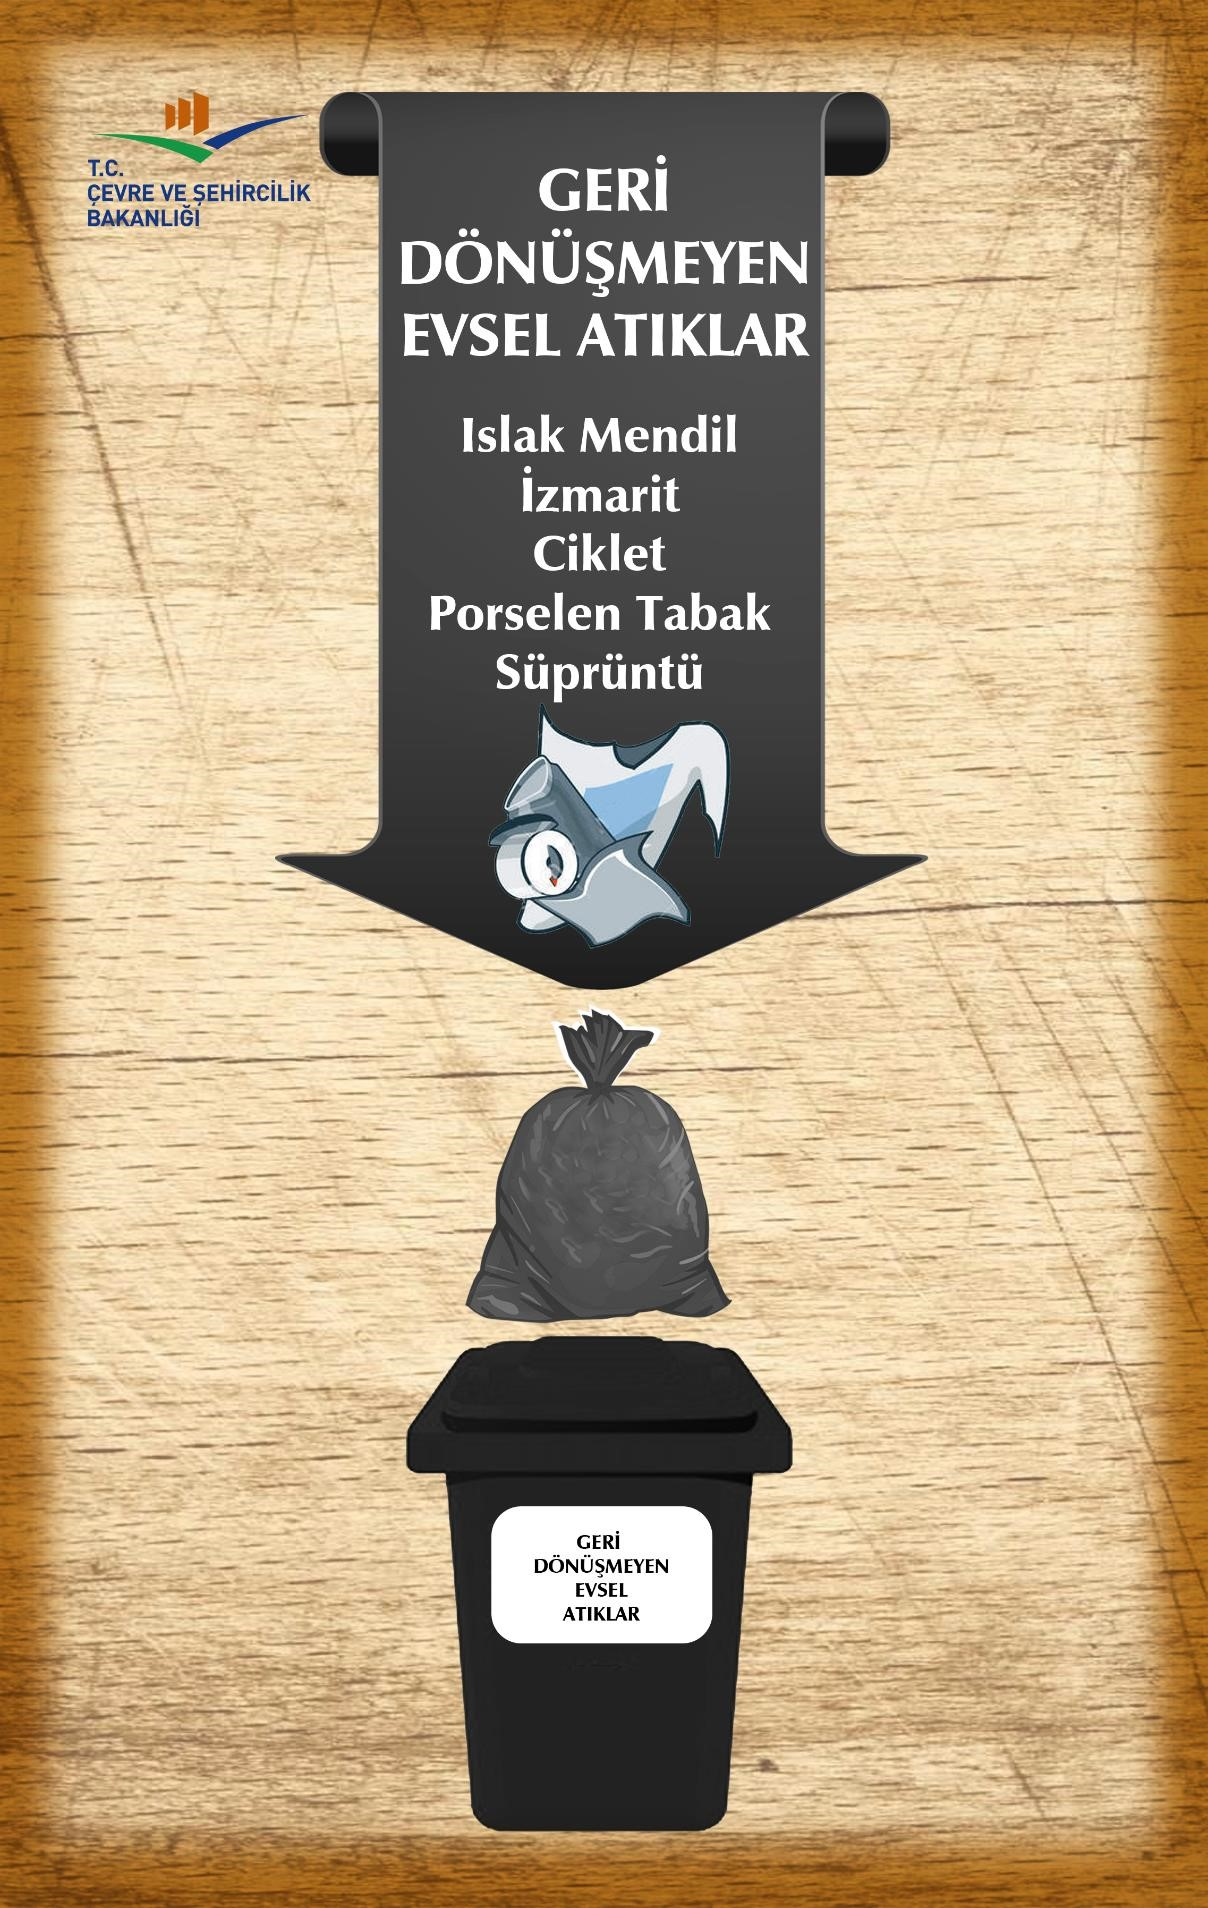 T.C.
ÇEVRE VE ŞEHİRCİLİK
BAKANLIĞI
GERİ
DÖNÜŞMEYEN
EVSEL ATIKLAR
Islak Mendil
İzmarit
Ciklet
Porselen Tabak
Süprüntü
GERİ
DÖNÜŞMEYEN
EVSEL
ATIKLAR